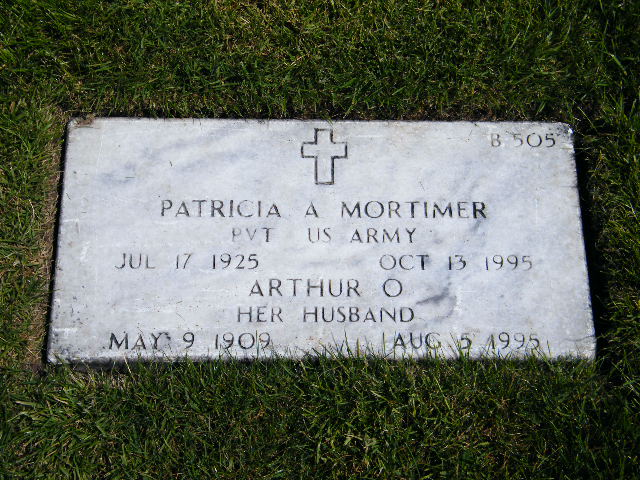 B 505
PATRICIA A MORTIMER
PVT US ARMY
JUL 17 1925 OCT 13 1995
ARTHUR O
HER HUSBAND
MAY 9 1909 AUG 5 1995